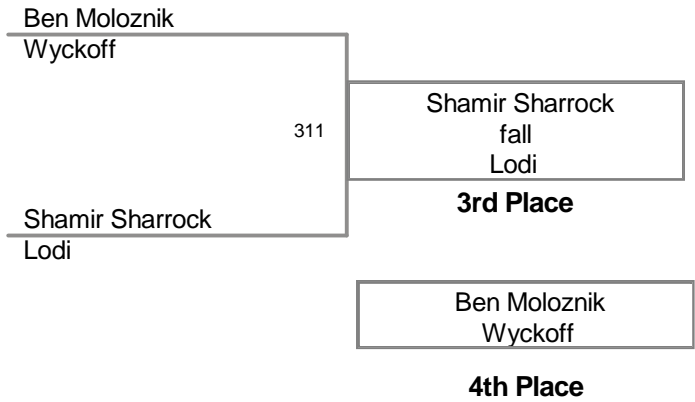 Ben Moloznik
Wyckoff
311
Shamir Sharrock
fall
Lodi
3rd Place
Shamir Sharrock
Lodi
Ben Moloznik
Wyckoff
4th Place